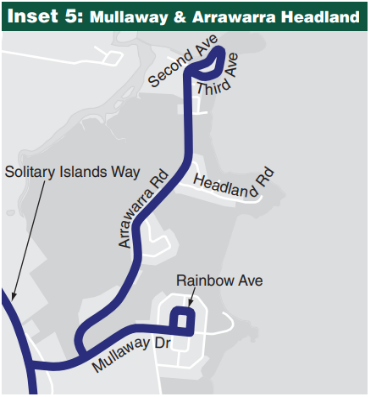 Inset 5: Mullaway & Arrawarra Headland
Second Ave
Third Ave
Solitary Islands Way
Headland Rd
Arrawarra Rd
Rainbow Ave
Mullaway Dr